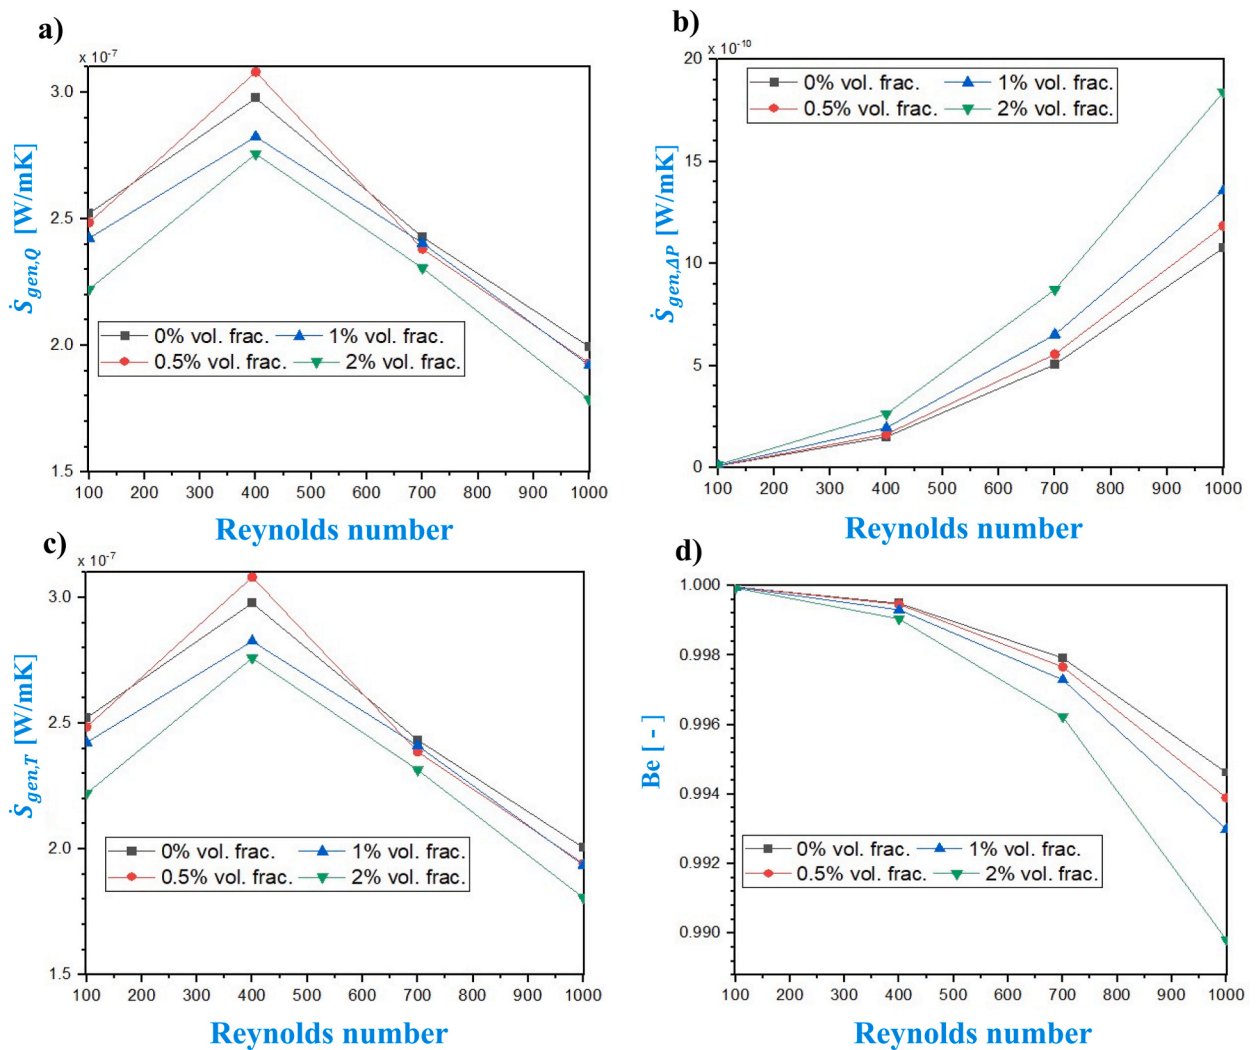 a)
x 10⁻⁷
3.0
2.5
2.0
1.5
Ṡgen,Q [W/mK]
0% vol. frac. 1% vol. frac.
0.5% vol. frac. 2% vol. frac.
100 200 300 400 500 600 700 800 900 1000
Reynolds number
b)
x 10⁻¹⁰
20
15
10
5
0
Ṡgen,ΔP [W/mK]
0% vol. frac. 1% vol. frac.
0.5% vol. frac. 2% vol. frac.
100 200 300 400 500 600 700 800 900 1000
Reynolds number
c)
x 10⁻⁷
3.0
2.5
2.0
1.5
Ṡgen,T [W/mK]
0% vol. frac. 1% vol. frac.
0.5% vol. frac. 2% vol. frac.
100 200 300 400 500 600 700 800 900 1000
Reynolds number
d)
1.000
0.998
0.996
0.994
0.992
0.990
Be [ - ]
0% vol. frac. 1% vol. frac.
0.5% vol. frac. 2% vol. frac.
100 200 300 400 500 600 700 800 900 1000
Reynolds number